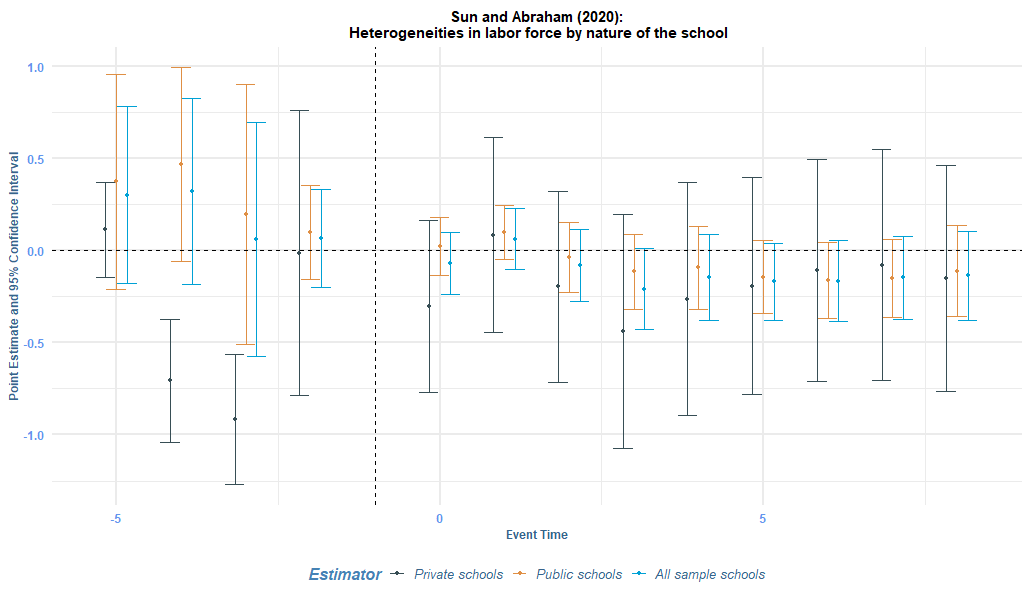 Sun and Abraham (2020):
Heterogeneities in labor force by nature of the school
Point Estimate and 95% Confidence Interval
1.0
0.5
0.0
-0.5
-1.0
-5
0
5
Event Time
Estimator Private schools Public schools All sample schools